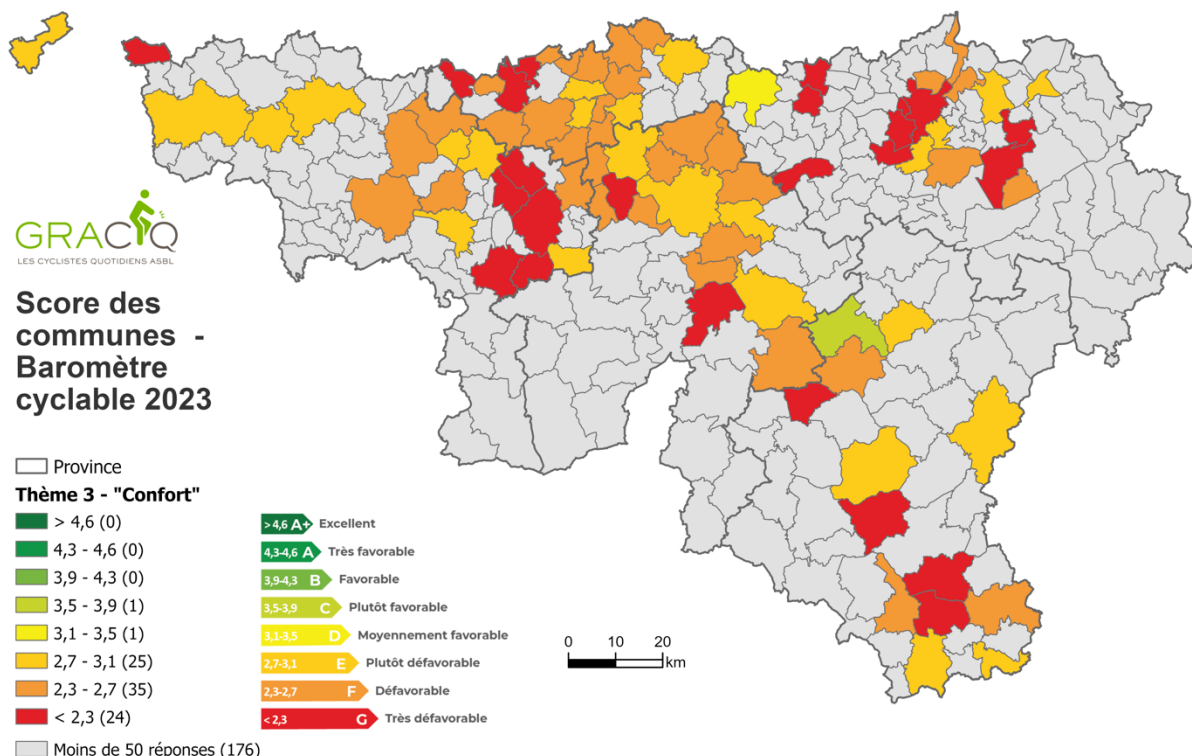 GRACQ
LES CYCLISTES QUOTIDIENS ASBL
Score des
communes -
Baromètre
cyclable 2023
Province
Thème 3 - "Confort"
> 4,6 (0)
4,3 - 4,6 (0)
3,9 - 4,3 (0)
3,5 - 3,9 (1)
3,1 - 3,5 (1)
2,7 - 3,1 (25)
2,3 - 2,7 (35)
< 2,3 (24)
Moins de 50 réponses (176)
> 4,6 A+ Excellent
4,3-4,6 A Très favorable
3,9-4,3 B Favorable
3,5-3,9 C Plutôt favorable
3,1-3,5 D Moyennement favorable
2,7-3,1 E Plutôt défavorable
2,3-2,7 F Défavorable
< 2,3 G Très défavorable
0 10 20
km